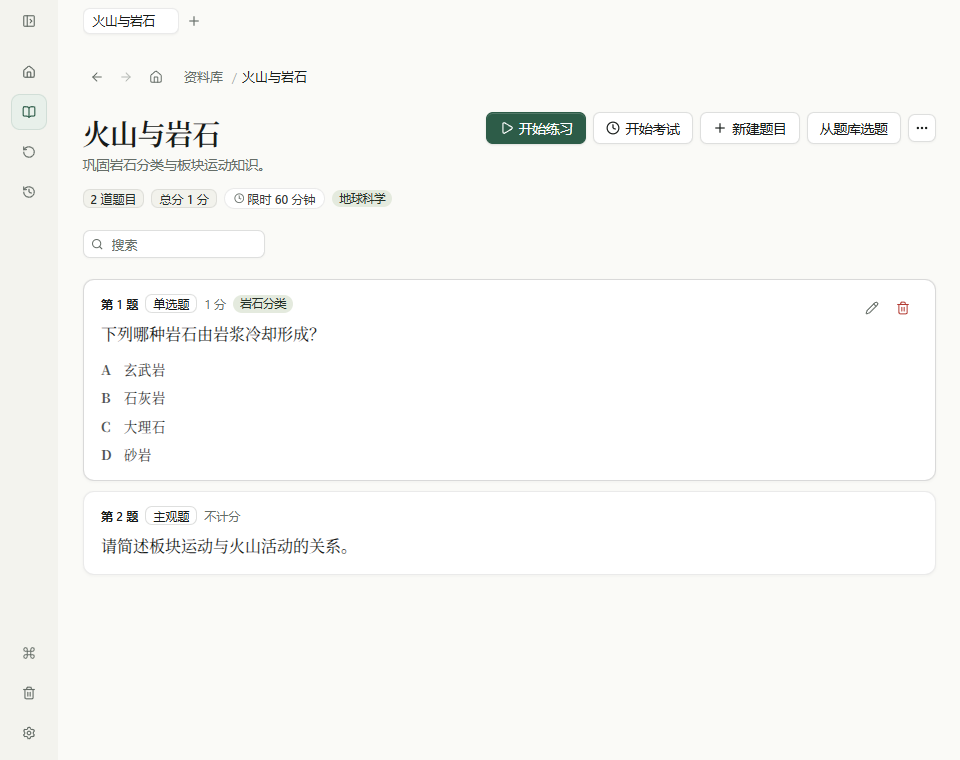 火山与岩石
资料库 / 火山与岩石
火山与岩石
开始练习 开始考试 新建题目 从题库选题
巩固岩石分类与板块运动知识。
2 道题目 总分 1 分 限时 60 分钟 地球科学
搜索
第 1 题 单选题 1 分 岩石分类
下列哪种岩石由岩浆冷却形成？
A 玄武岩
B 石灰岩
C 大理石
D 砂岩
第 2 题 主观题 不计分
请简述板块运动与火山活动的关系。